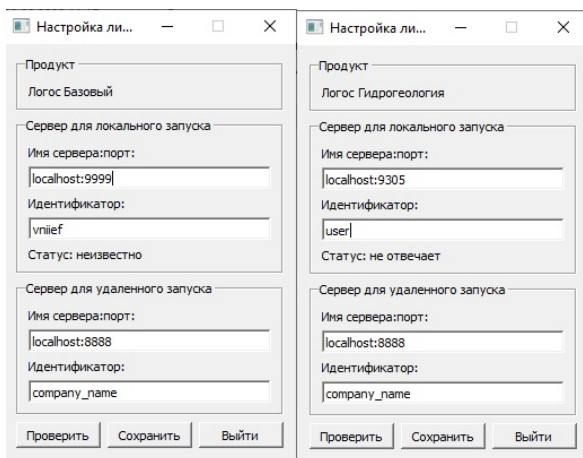 Настройка ли...
Продукт
Логос Базовый
Сервер для локального запуска
Имя сервера:порт:
localhost:9999
Идентификатор:
vniief
Статус: неизвестно
Сервер для удаленного запуска
Имя сервера:порт:
localhost:8888
Идентификатор:
company_name
Проверить Сохранить Выйти
Настройка ли...
Продукт
Логос Гидрогеология
Сервер для локального запуска
Имя сервера:порт:
localhost:9305
Идентификатор:
user
Статус: не отвечает
Сервер для удаленного запуска
Имя сервера:порт:
localhost:8888
Идентификатор:
company_name
Проверить Сохранить Выйти